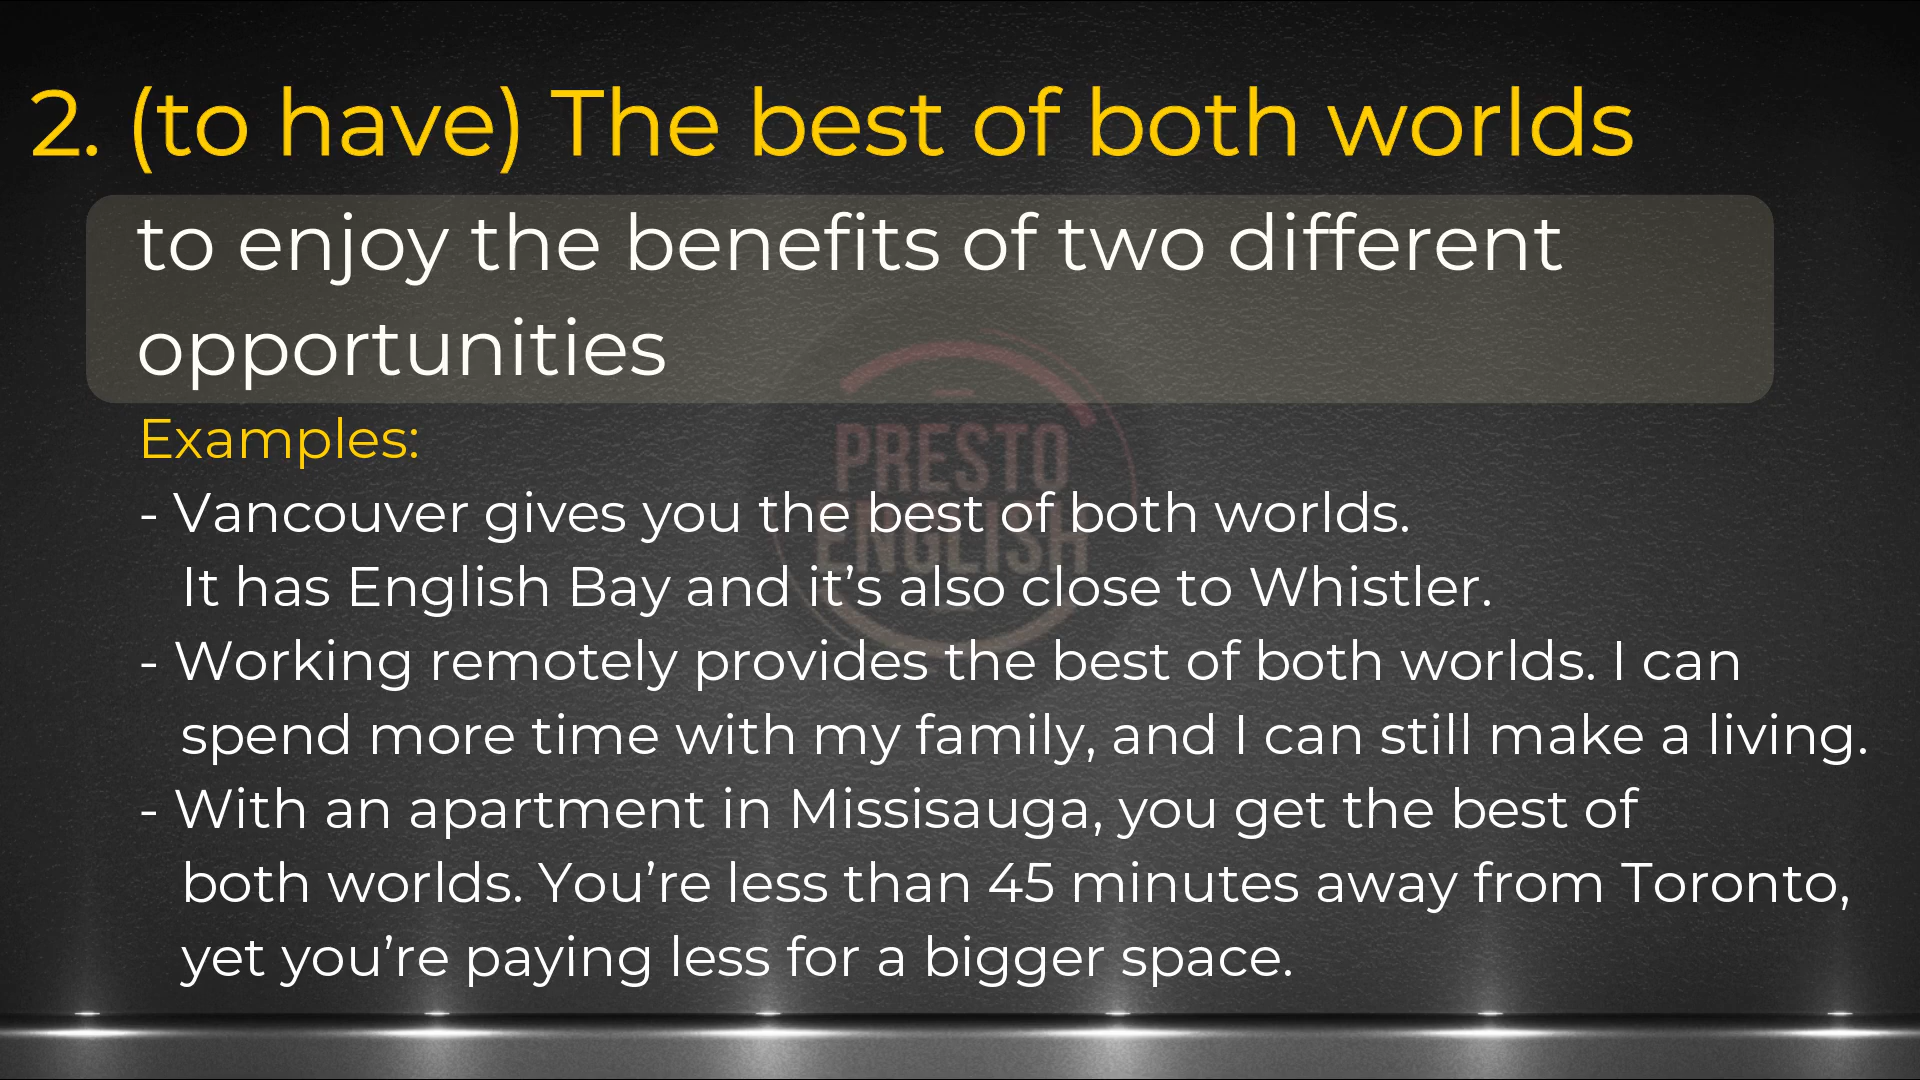 2. (to have) The best of both worlds
to enjoy the benefits of two different
opportunities
Examples:
- Vancouver gives you the best of both worlds.
It has English Bay and it’s also close to Whistler.
- Working remotely provides the best of both worlds. I can
spend more time with my family, and I can still make a living.
- With an apartment in Missisauga, you get the best of
both worlds. You’re less than 45 minutes away from Toronto,
yet you’re paying less for a bigger space.
PRESTO
ENGLISH